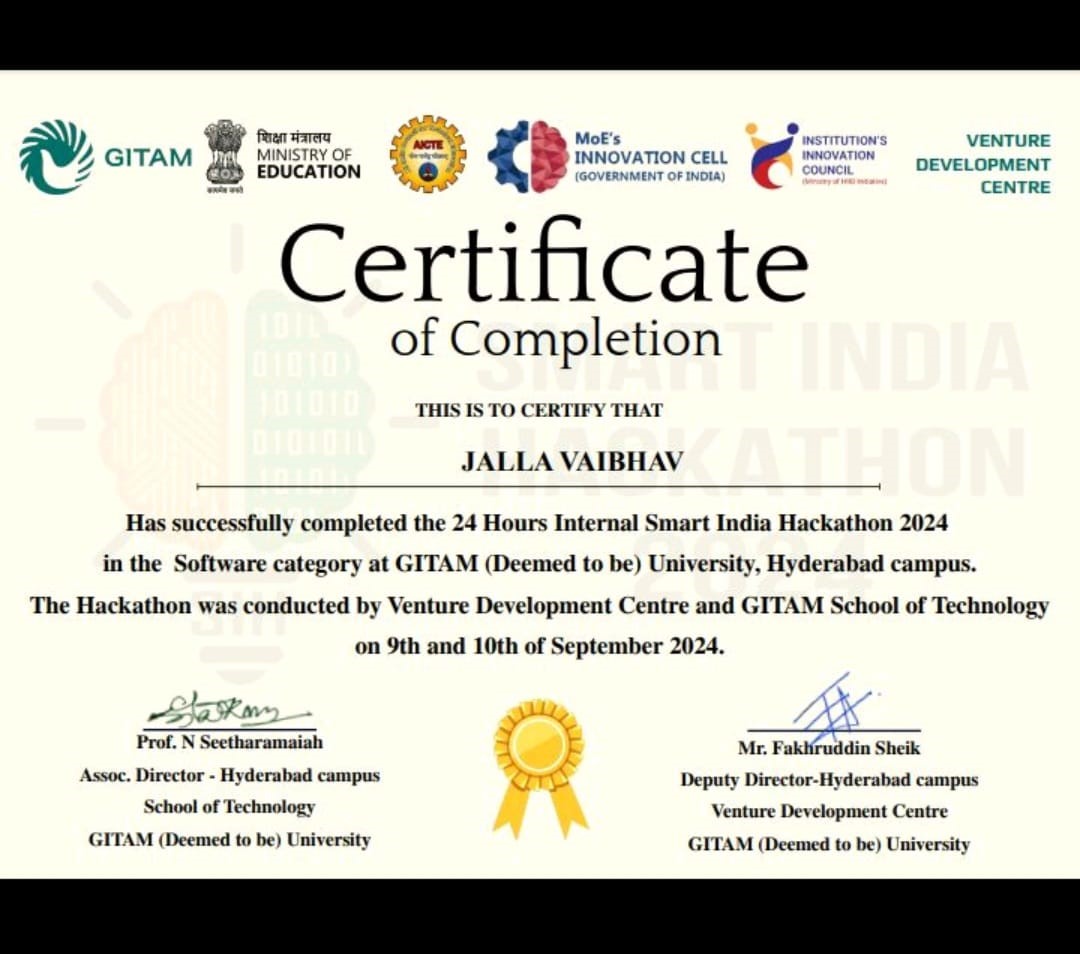 GITAM
शिक्षा मंत्रालय
MINISTRY OF
EDUCATION
सत्यमेव जयते
AICTE
MoE's
INNOVATION CELL
(GOVERNMENT OF INDIA)
INSTITUTION'S
INNOVATION
COUNCIL
(Ministry of HRD Initiative)
VENTURE
DEVELOPMENT
CENTRE
Certificate
of Completion
SMART INDIA
HACKATHON
2024
SIH
THIS IS TO CERTIFY THAT
JALLA VAIBHAV
Has successfully completed the 24 Hours Internal Smart India Hackathon 2024
in the Software category at GITAM (Deemed to be) University, Hyderabad campus.
The Hackathon was conducted by Venture Development Centre and GITAM School of Technology
on 9th and 10th of September 2024.
Prof. N Seetharamaiah
Assoc. Director - Hyderabad campus
School of Technology
GITAM (Deemed to be) University
Mr. Fakhruddin Sheik
Deputy Director-Hyderabad campus
Venture Development Centre
GITAM (Deemed to be) University